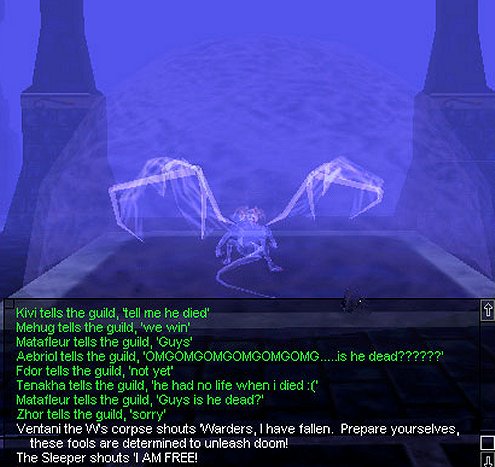 Kivi tells the guild, 'tell me he died'
Mehug tells the guild, 'we win'
Matafleur tells the guild, 'Guys'
Aebriol tells the guild, 'OMGOMGOMGOMGOMGOMG.....is he dead??????'
Fdor tells the guild, 'not yet'
Tenakha tells the guild, 'he had no life when i died :('
Matafleur tells the guild, 'Guys is he dead?'
Zhor tells the guild, 'sorry'
Ventani the W's corpse shouts 'Warders, I have fallen.  Prepare yourselves,
these fools are determined to unleash doom!
The Sleeper shouts 'I AM FREE!